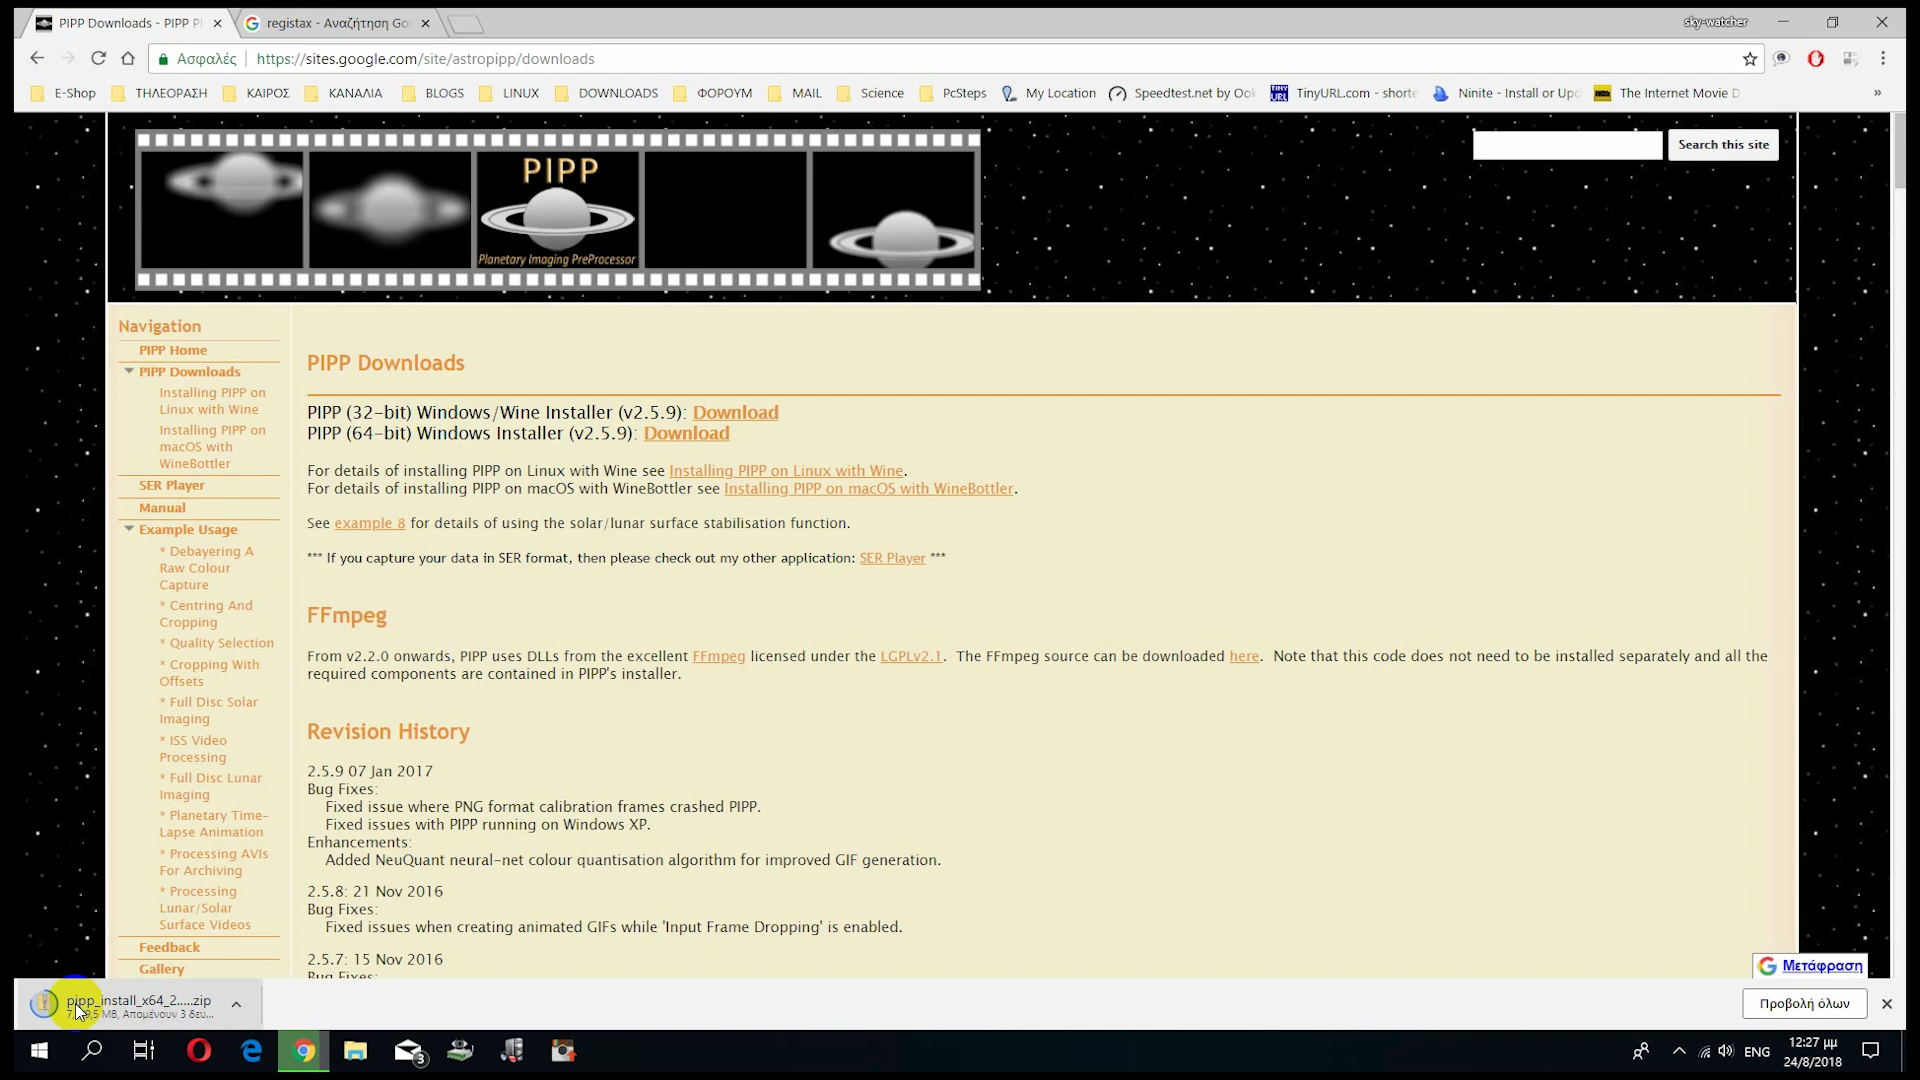 PIPP Downloads - PIPP P
registax - Αναζήτηση Go
sky-watcher
Ασφαλές
https://sites.google.com/site/astropipp/downloads
E-Shop
ΤΗΛΕΟΡΑΣΗ
ΚΑΙΡΟΣ
ΚΑΝΑΛΙΑ
BLOGS
LINUX
DOWNLOADS
ΦΟΡΟΥΜ
MAIL
Science
PcSteps
My Location
Speedtest.net by Ook
TinyURL.com - shorte
Ninite - Install or Upd
The Internet Movie D
»
PIPP
Planetary Imaging PreProcessor
Search this site
Navigation
PIPP Home
PIPP Downloads
Installing PIPP on
Linux with Wine
Installing PIPP on
macOS with
WineBottler
SER Player
Manual
Example Usage
* Debayering A
Raw Colour
Capture
* Centring And
Cropping
* Quality Selection
* Cropping With
Offsets
* Full Disc Solar
Imaging
* ISS Video
Processing
* Full Disc Lunar
Imaging
* Planetary Time-
Lapse Animation
* Processing AVIs
For Archiving
* Processing
Lunar/Solar
Surface Videos
Feedback
Gallery
PIPP Downloads
PIPP (32-bit) Windows/Wine Installer (v2.5.9): Download
PIPP (64-bit) Windows Installer (v2.5.9): Download
For details of installing PIPP on Linux with Wine see Installing PIPP on Linux with Wine.
For details of installing PIPP on macOS with WineBottler see Installing PIPP on macOS with WineBottler.
See example 8 for details of using the solar/lunar surface stabilisation function.
*** If you capture your data in SER format, then please check out my other application: SER Player ***
FFmpeg
From v2.2.0 onwards, PIPP uses DLLs from the excellent FFmpeg licensed under the LGPLv2.1. The FFmpeg source can be downloaded here. Note that this code does not need to be installed separately and all the
required components are contained in PIPP's installer.
Revision History
2.5.9 07 Jan 2017
Bug Fixes:
Fixed issue where PNG format calibration frames crashed PIPP.
Fixed issues with PIPP running on Windows XP.
Enhancements:
Added NeuQuant neural-net colour quantisation algorithm for improved GIF generation.
2.5.8: 21 Nov 2016
Bug Fixes:
Fixed issues when creating animated GIFs while 'Input Frame Dropping' is enabled.
2.5.7: 15 Nov 2016
Bug Fixes:
Μετάφραση
pipp_install_x64_2.....zip
MB, Απομένουν 3 δευ...
Προβολή όλων
3
ENG
12:27 μμ
24/8/2018